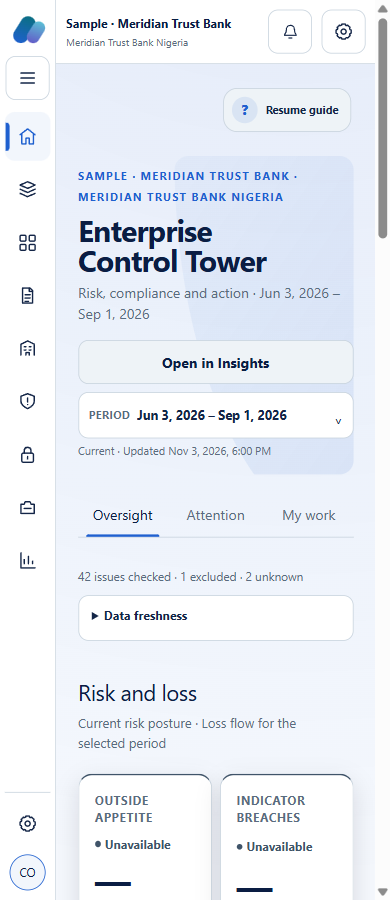 Sample · Meridian Trust Bank
Meridian Trust Bank Nigeria
? Resume guide
SAMPLE · MERIDIAN TRUST BANK ·
MERIDIAN TRUST BANK NIGERIA
Enterprise
Control Tower
Risk, compliance and action · Jun 3, 2026 –
Sep 1, 2026
Open in Insights
PERIOD Jun 3, 2026 – Sep 1, 2026 v
Current · Updated Nov 3, 2026, 6:00 PM
Oversight Attention My work
42 issues checked · 1 excluded · 2 unknown
Data freshness
Risk and loss
Current risk posture · Loss flow for the
selected period
OUTSIDE
APPETITE
• Unavailable
—
INDICATOR
BREACHES
• Unavailable
—
CO